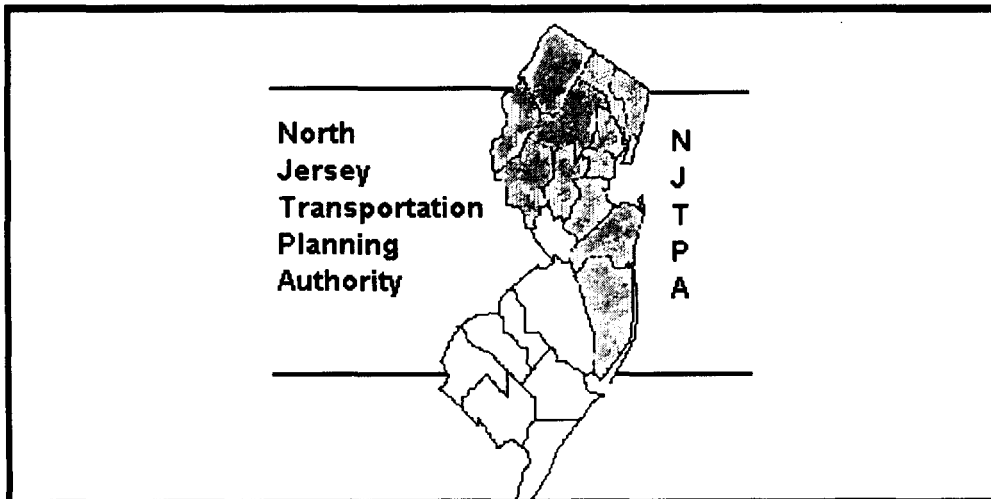 North
Jersey
Transportation
Planning
Authority
N
J
T
P
A